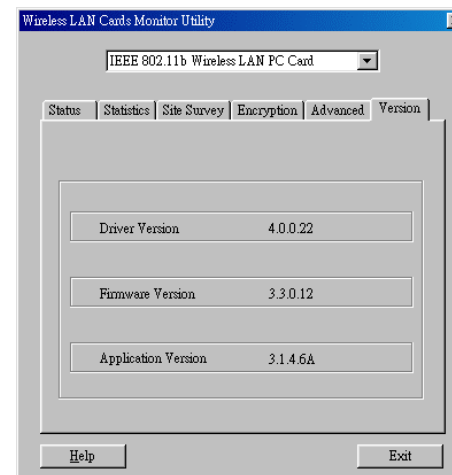 Wireless LAN Cards Monitor Utility
IEEE 802.11b Wireless LAN PC Card
Status Statistics Site Survey Encryption Advanced Version
Driver Version 4.0.0.22
Firmware Version 3.3.0.12
Application Version 3.1.4.6A
Help Exit